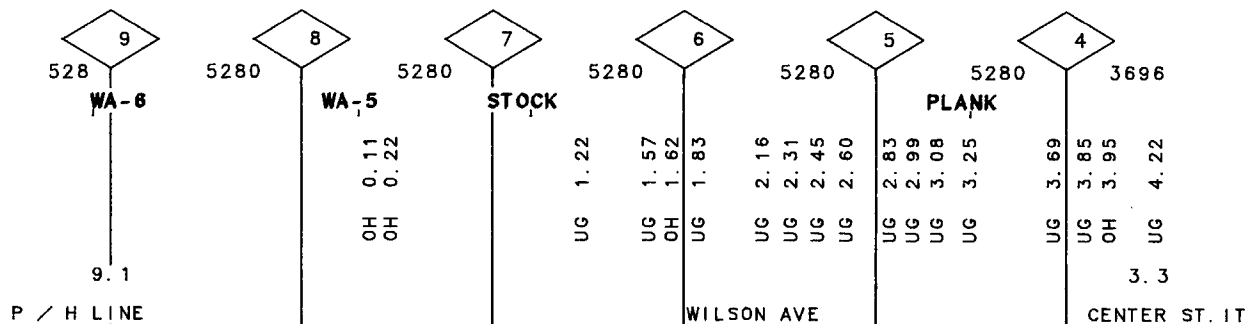 9 8 7 6 5 4
528 5280 5280 5280 5280 5280 3696
WA-6 WA-5 STOCK PLANK
OH 0.11
OH 0.22
UG 1.22
UG 1.57
OH 1.62
UG 1.83
UG 2.16
UG 2.31
UG 2.45
UG 2.60
UG 2.83
UG 2.99
UG 3.08
UG 3.25
UG 3.69
UG 3.85
OH 3.95
UG 4.22
9.1 3.3
P / H LINE WILSON AVE CENTER ST. IT